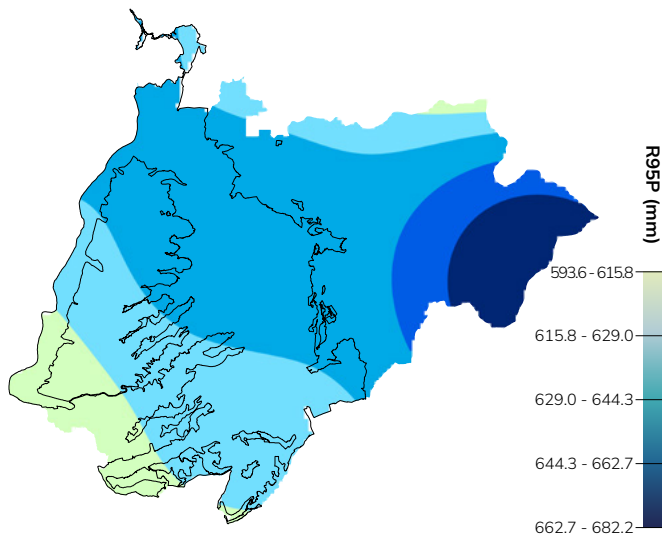 R95P (mm)
593.6 - 615.8
615.8 - 629.0
629.0 - 644.3
644.3 - 662.7
662.7 - 682.2